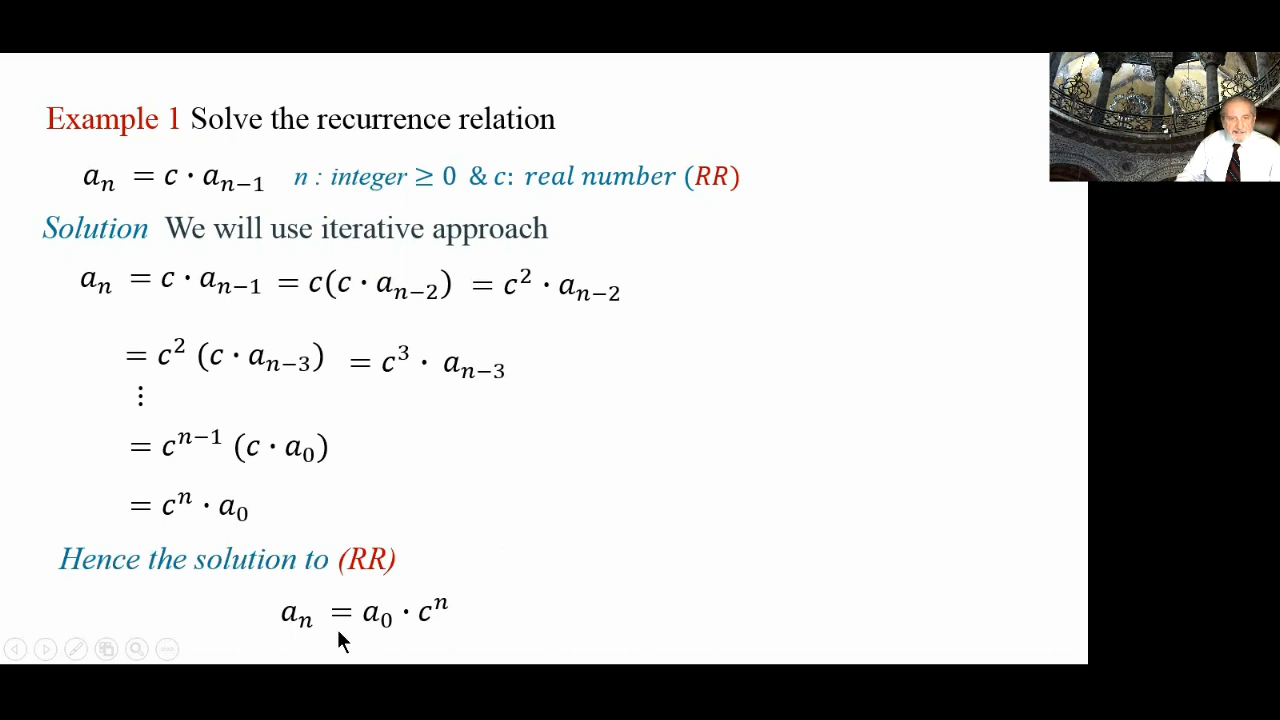 Example 1 Solve the recurrence relation
aₙ = c · aₙ₋₁ n : integer ≥ 0 & c: real number (RR)
Solution We will use iterative approach
aₙ = c · aₙ₋₁ = c(c · aₙ₋₂) = c² · aₙ₋₂
= c² (c · aₙ₋₃) = c³ · aₙ₋₃
⋮
= cⁿ⁻¹ (c · a₀)
= cⁿ · a₀
Hence the solution to (RR)
aₙ = a₀ · cⁿ